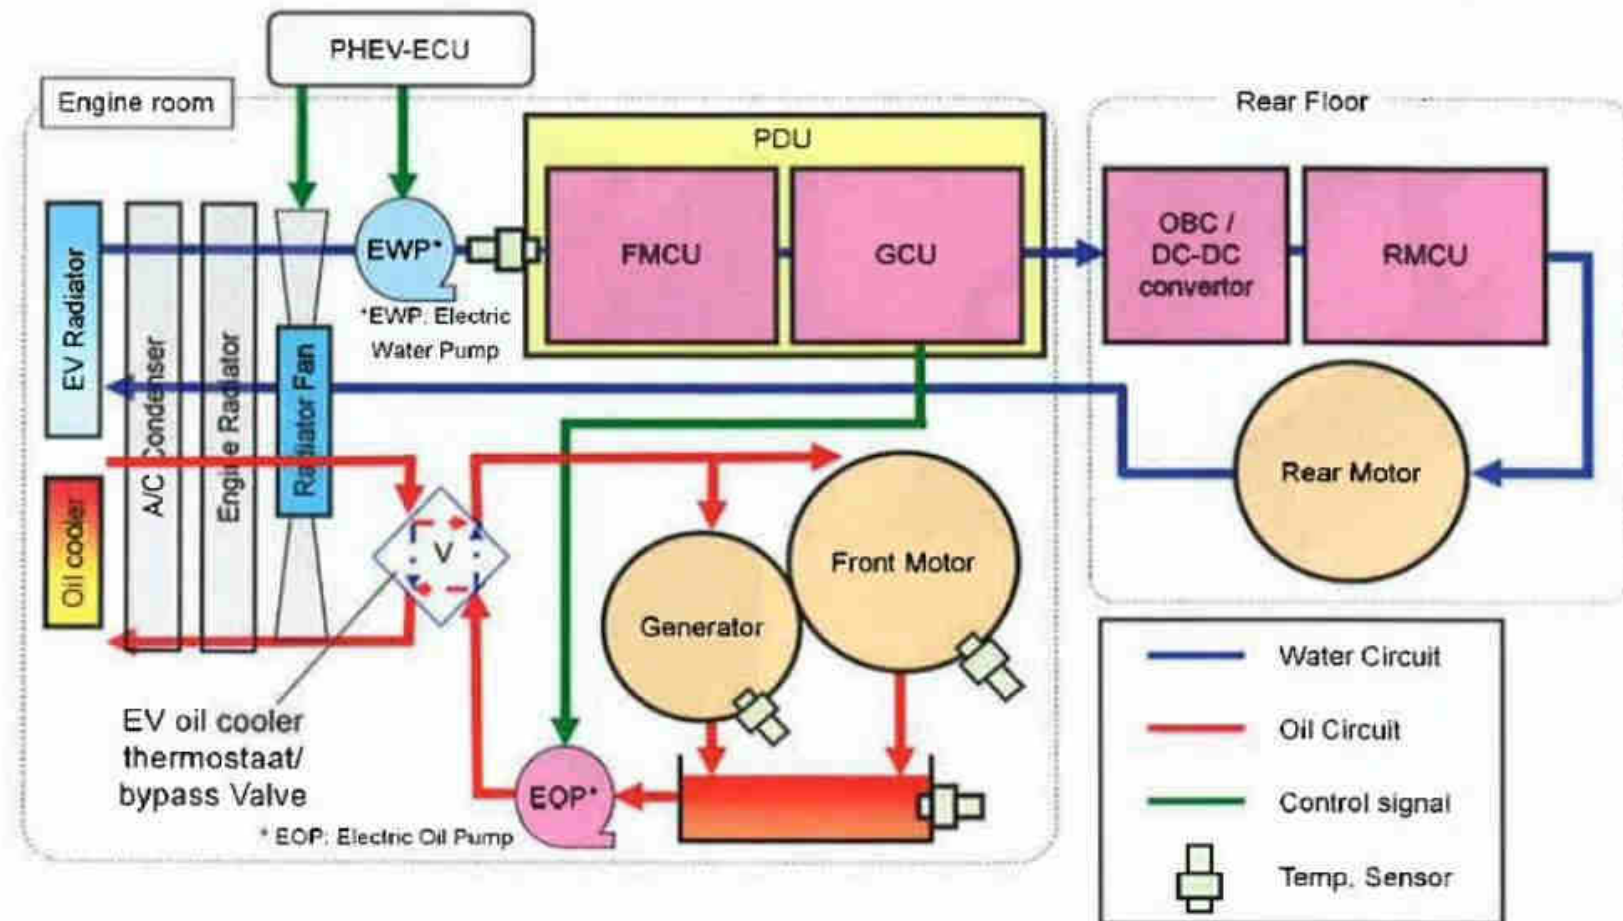 PHEV-ECU
Engine room
Rear Floor
PDU
EV Radiator
A/C Condenser
Engine Radiator
Radiator Fan
EWP*
FMCU
GCU
OBC /
DC-DC
convertor
RMCU
*EWP: Electric
Water Pump
Oil cooler
V
Generator
Front Motor
Rear Motor
EV oil cooler
thermostaat/
bypass Valve
EOP*
* EOP: Electric Oil Pump
Water Circuit
Oil Circuit
Control signal
Temp. Sensor